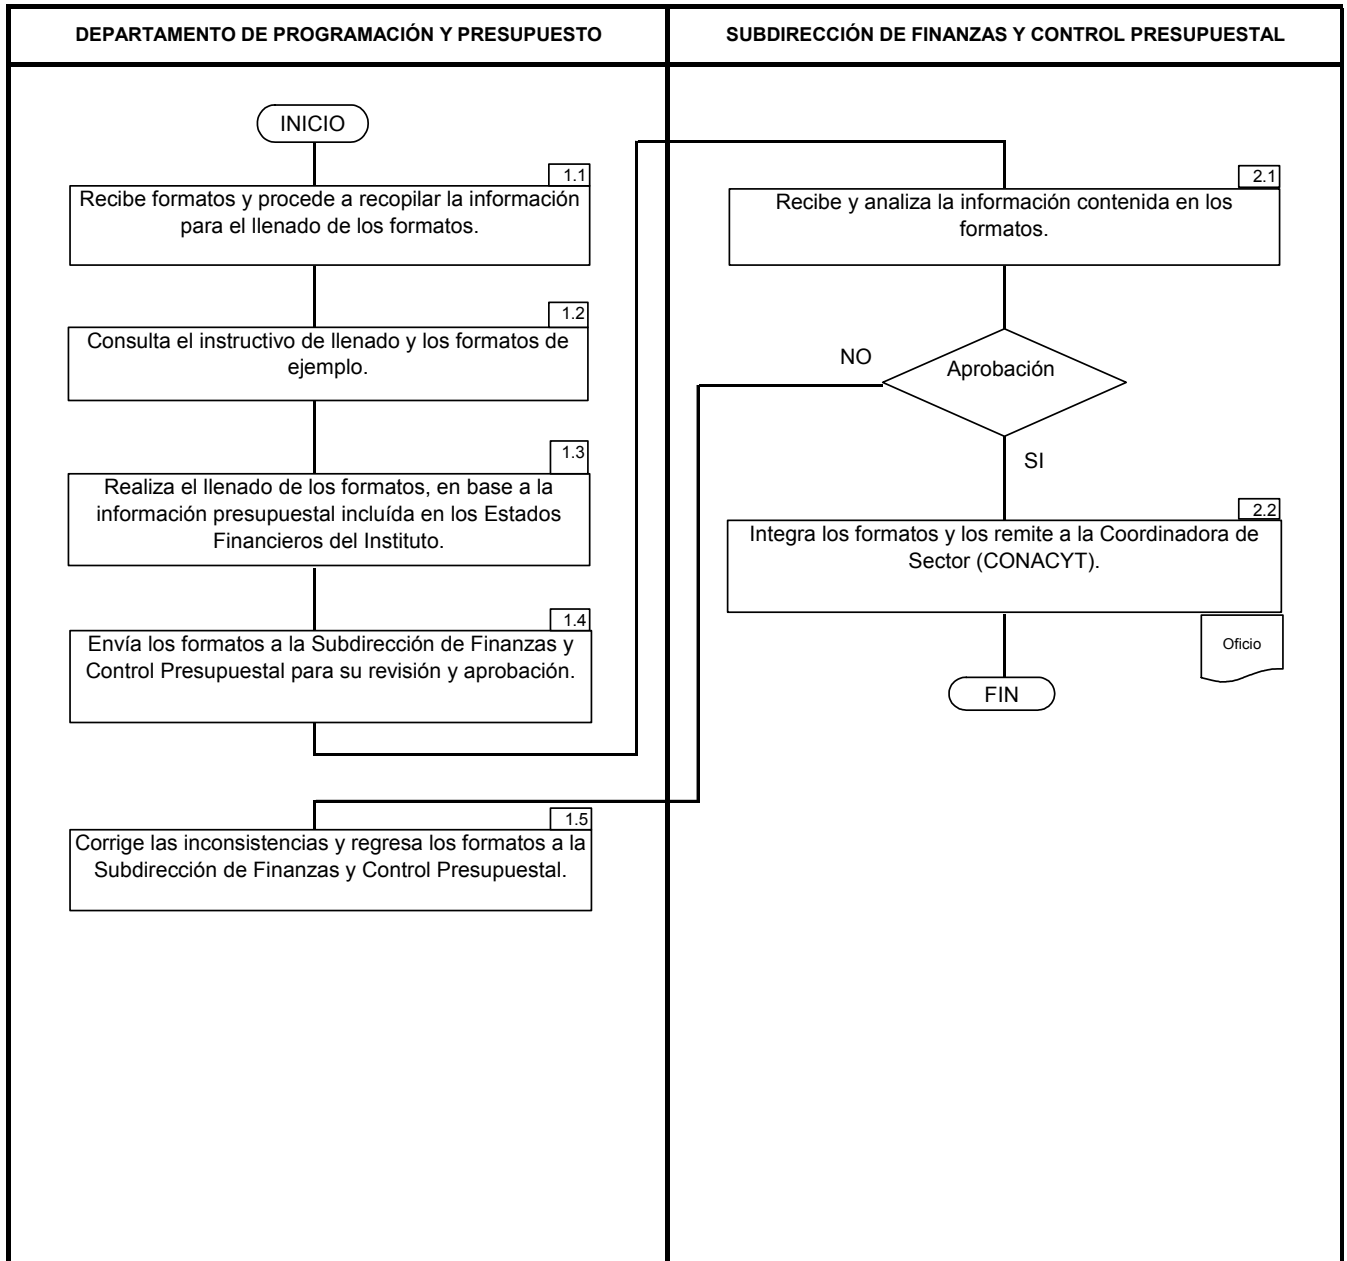 DEPARTAMENTO DE PROGRAMACIÓN Y PRESUPUESTO
SUBDIRECCIÓN DE FINANZAS Y CONTROL PRESUPUESTAL
INICIO
1.1
Recibe formatos y procede a recopilar la información
para el llenado de los formatos.
1.2
Consulta el instructivo de llenado y los formatos de
ejemplo.
1.3
Realiza el llenado de los formatos, en base a la
información presupuestal incluída en los Estados
Financieros del Instituto.
1.4
Envía los formatos a la Subdirección de Finanzas y
Control Presupuestal para su revisión y aprobación.
1.5
Corrige las inconsistencias y regresa los formatos a la
Subdirección de Finanzas y Control Presupuestal.
2.1
Recibe y analiza la información contenida en los
formatos.
NO
Aprobación
SI
2.2
Integra los formatos y los remite a la Coordinadora de
Sector (CONACYT).
Oficio
FIN